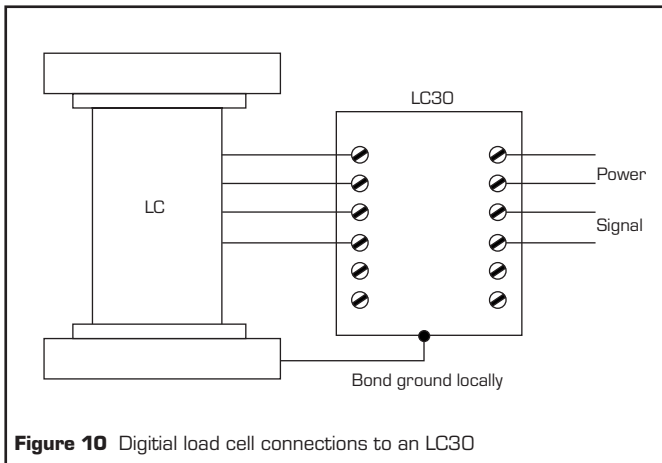 LC30
LC
Power
Signal
Bond ground locally
Figure 10 Digitial load cell connections to an LC30